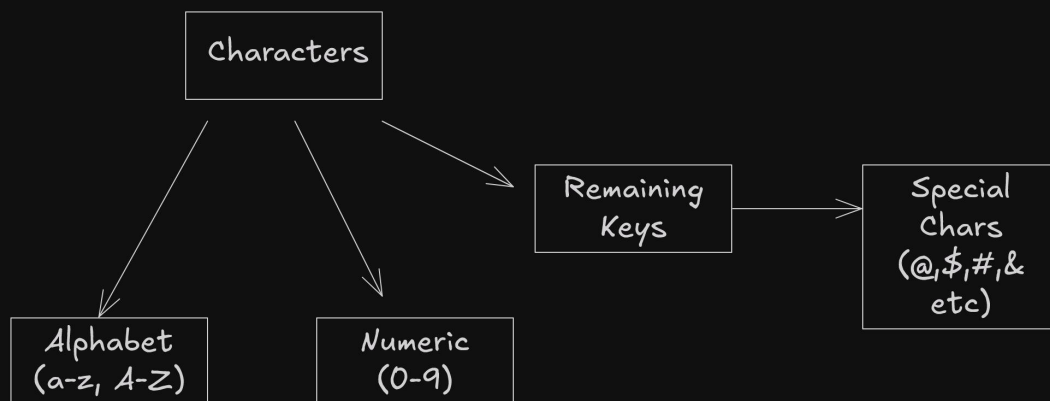 Characters
Remaining
Keys
Special
Chars
(@,$,#,&
etc)
Alphabet
(a-z, A-Z)
Numeric
(0-9)